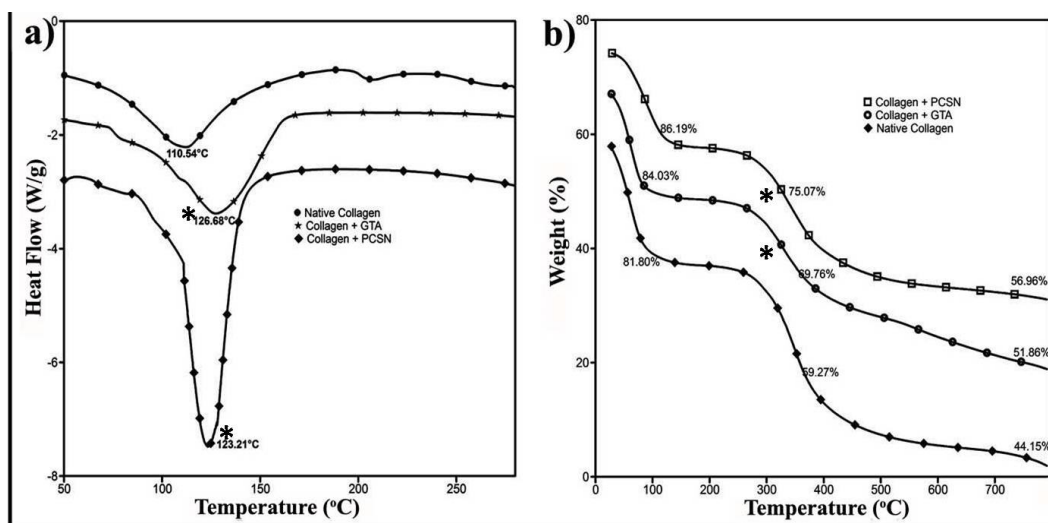 a)
0
-2
-4
-6
-8
Heat Flow (W/g)
110.54°C
* 126.68°C
* 123.21°C
Native Collagen
Collagen + GTA
Collagen + PCSN
50
100
150
200
250
Temperature (°C)
b)
80
60
40
20
0
Weight (%)
Collagen + PCSN
Collagen + GTA
Native Collagen
86.19%
75.07%
56.96%
84.03%
*
69.76%
51.86%
81.80%
*
59.27%
44.15%
0
100
200
300
400
500
600
700
Temperature (°C)